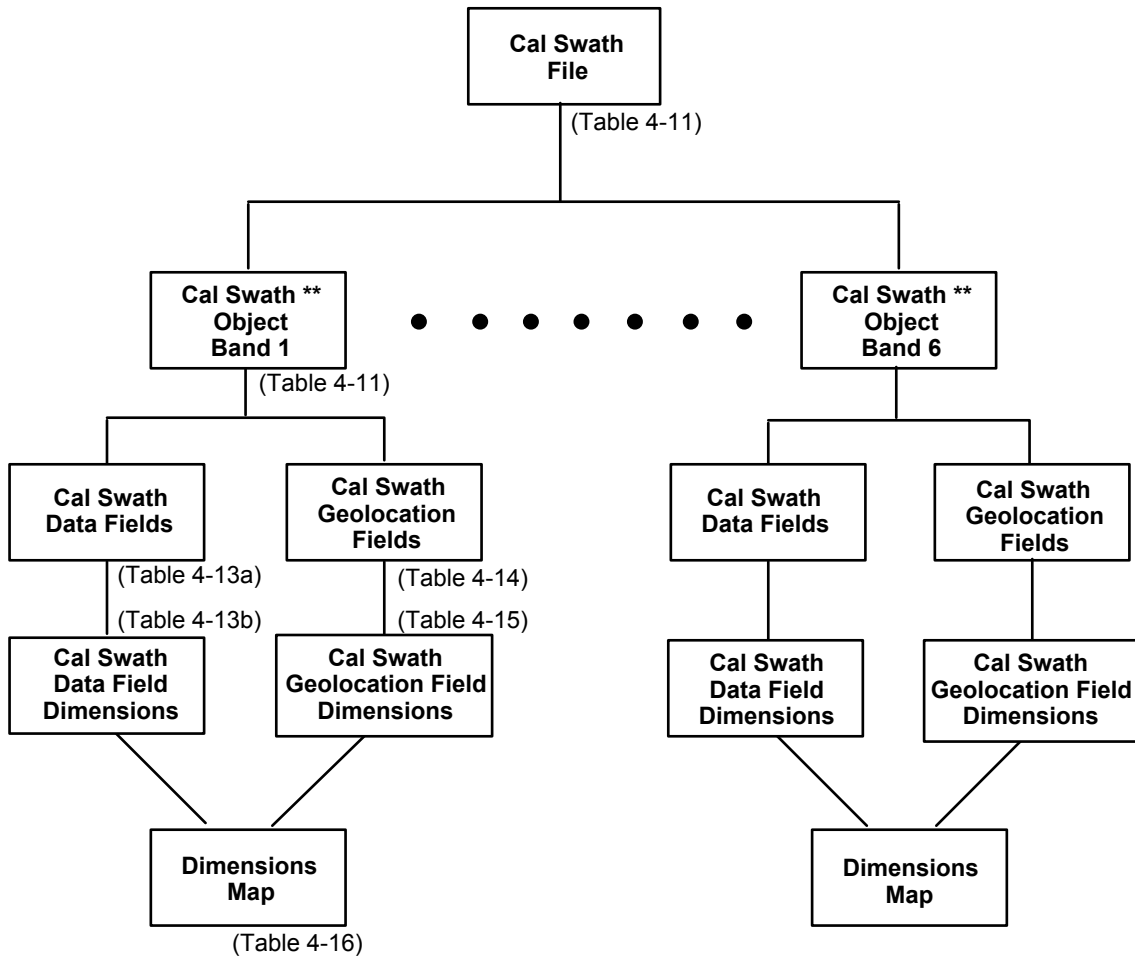 Cal Swath
File
(Table 4-11)
Cal Swath **
Object
Band 1
(Table 4-11)
Cal Swath **
Object
Band 6
Cal Swath
Data Fields
(Table 4-13a)
Cal Swath
Geolocation
Fields
(Table 4-14)
Cal Swath
Data Fields
Cal Swath
Geolocation
Fields
(Table 4-13b)
Cal Swath
Data Field
Dimensions
(Table 4-15)
Cal Swath
Geolocation Field
Dimensions
Cal Swath
Data Field
Dimensions
Cal Swath
Geolocation Field
Dimensions
Dimensions
Map
(Table 4-16)
Dimensions
Map